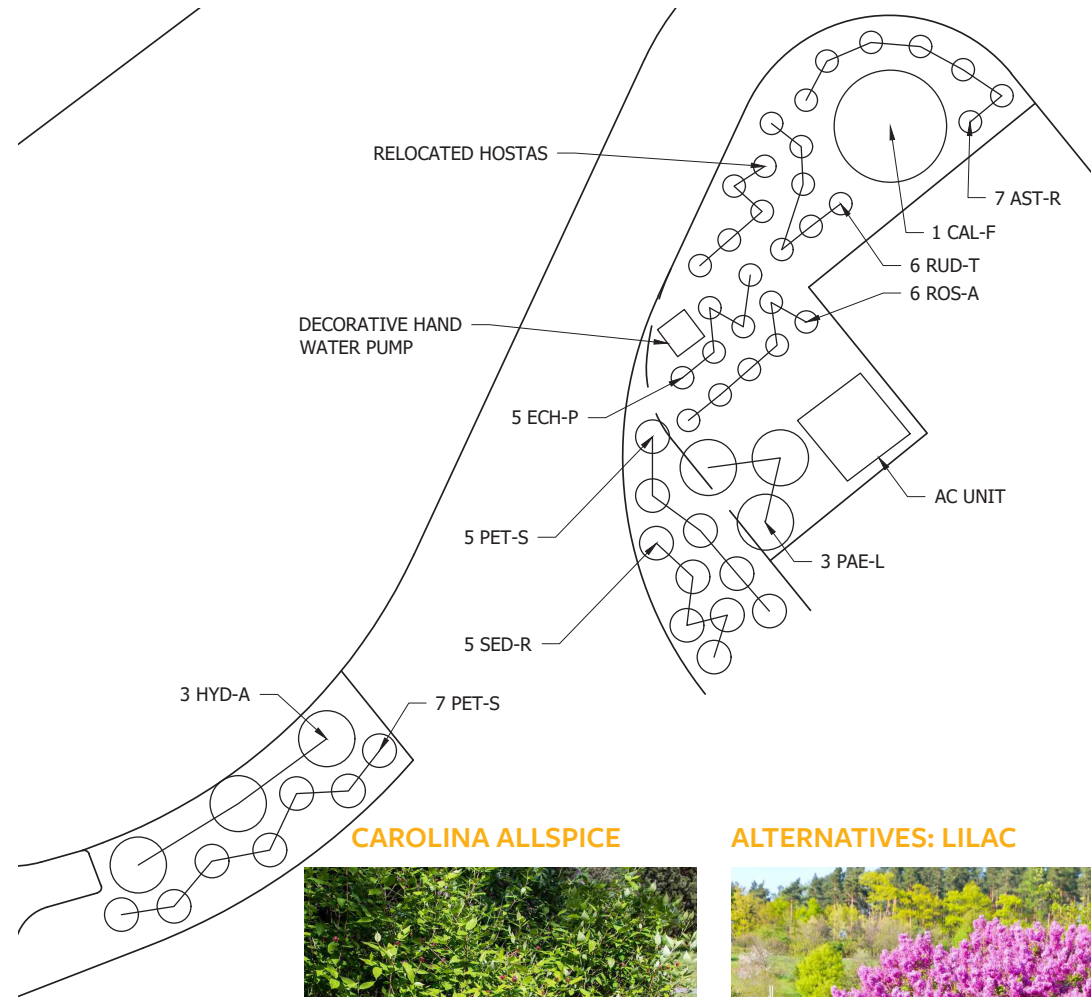 RELOCATED HOSTAS
7 AST-R
1 CAL-F
6 RUD-T
6 ROS-A
DECORATIVE HAND
WATER PUMP
5 ECH-P
AC UNIT
5 PET-S
3 PAE-L
5 SED-R
3 HYD-A
7 PET-S
CAROLINA ALLSPICE
ALTERNATIVES: LILAC